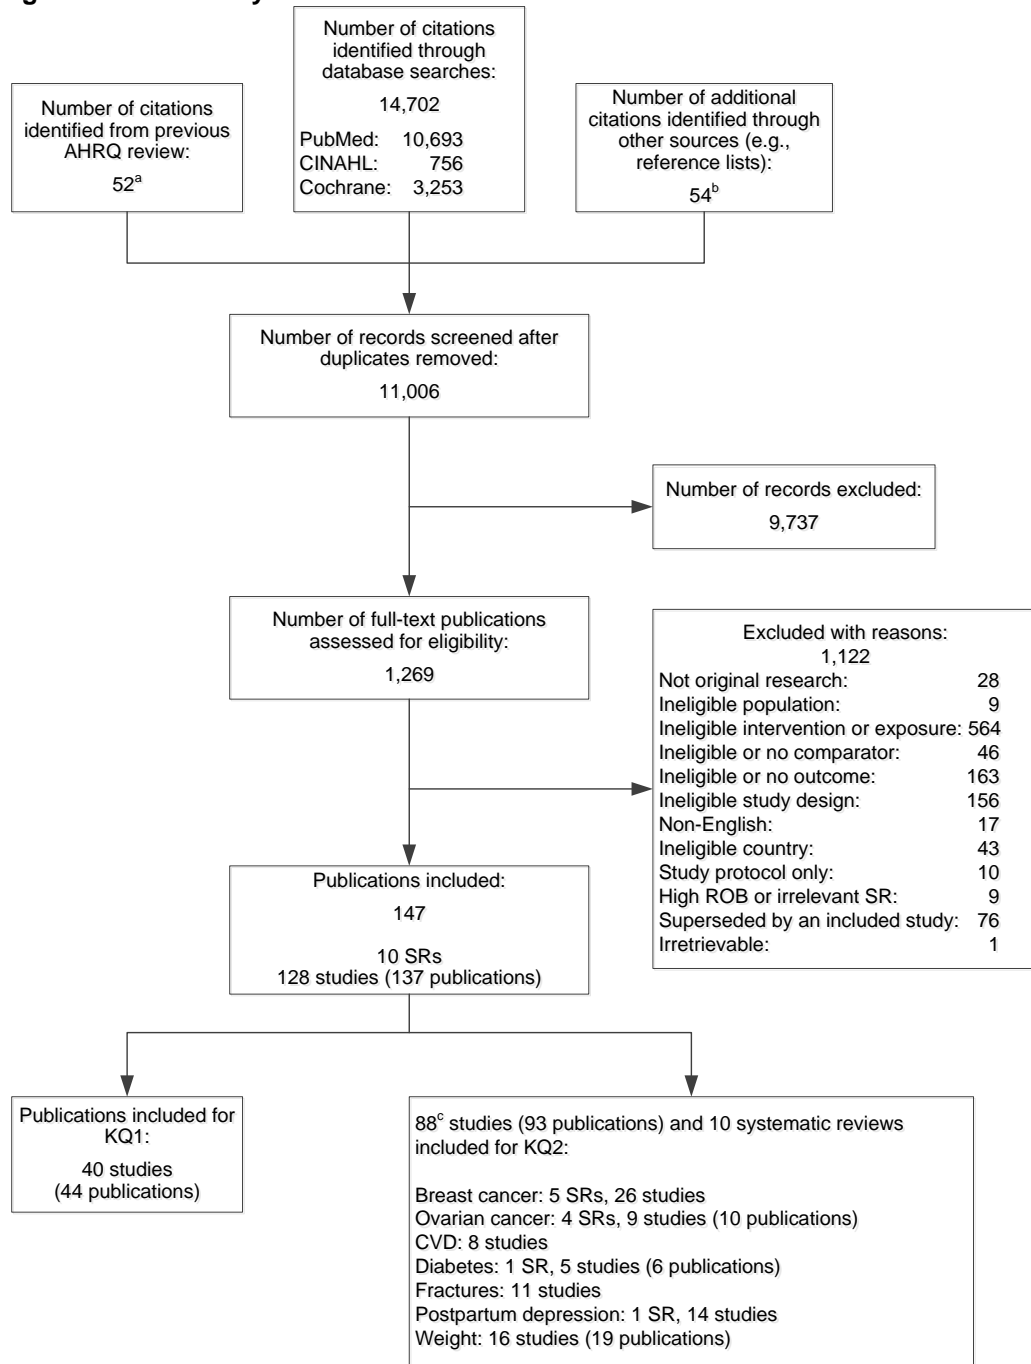 Number of citations
identified from previous
AHRQ review:
52a
Number of citations
identified through
database searches:
14,702
PubMed: 10,693
CINAHL: 756
Cochrane: 3,253
Number of additional
citations identified through
other sources (e.g.,
reference lists):
54b
Number of records screened after
duplicates removed:
11,006
Number of records excluded:
9,737
Number of full-text publications
assessed for eligibility:
1,269
Excluded with reasons:
1,122
Not original research: 28
Ineligible population: 9
Ineligible intervention or exposure: 564
Ineligible or no comparator: 46
Ineligible or no outcome: 163
Ineligible study design: 156
Non-English: 17
Ineligible country: 43
Study protocol only: 10
High ROB or irrelevant SR: 9
Superseded by an included study: 76
Irretrievable: 1
Publications included:
147
10 SRs
128 studies (137 publications)
Publications included for
KQ1:
40 studies
(44 publications)
88c studies (93 publications) and 10 systematic reviews
included for KQ2:
Breast cancer: 5 SRs, 26 studies
Ovarian cancer: 4 SRs, 9 studies (10 publications)
CVD: 8 studies
Diabetes: 1 SR, 5 studies (6 publications)
Fractures: 11 studies
Postpartum depression: 1 SR, 14 studies
Weight: 16 studies (19 publications)